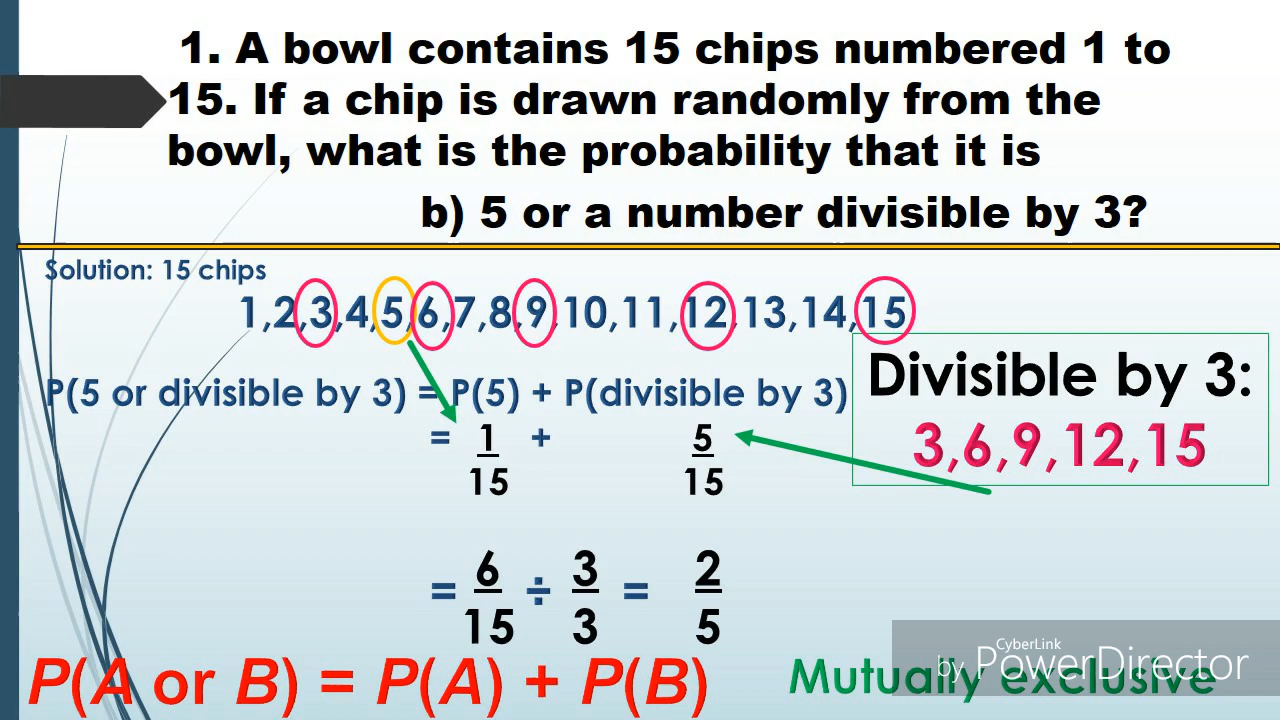 1. A bowl contains 15 chips numbered 1 to
15. If a chip is drawn randomly from the
bowl, what is the probability that it is
b) 5 or a number divisible by 3?
Solution: 15 chips
1,2,3,4,5,6,7,8,9,10,11,12,13,14,15
P(5 or divisible by 3) = P(5) + P(divisible by 3)
Divisible by 3:
3,6,9,12,15
= 1/15 + 5/15
= 6/15 ÷ 3/3 = 2/5
P(A or B) = P(A) + P(B)
Mutually exclusive
CyberLink
by PowerDirector